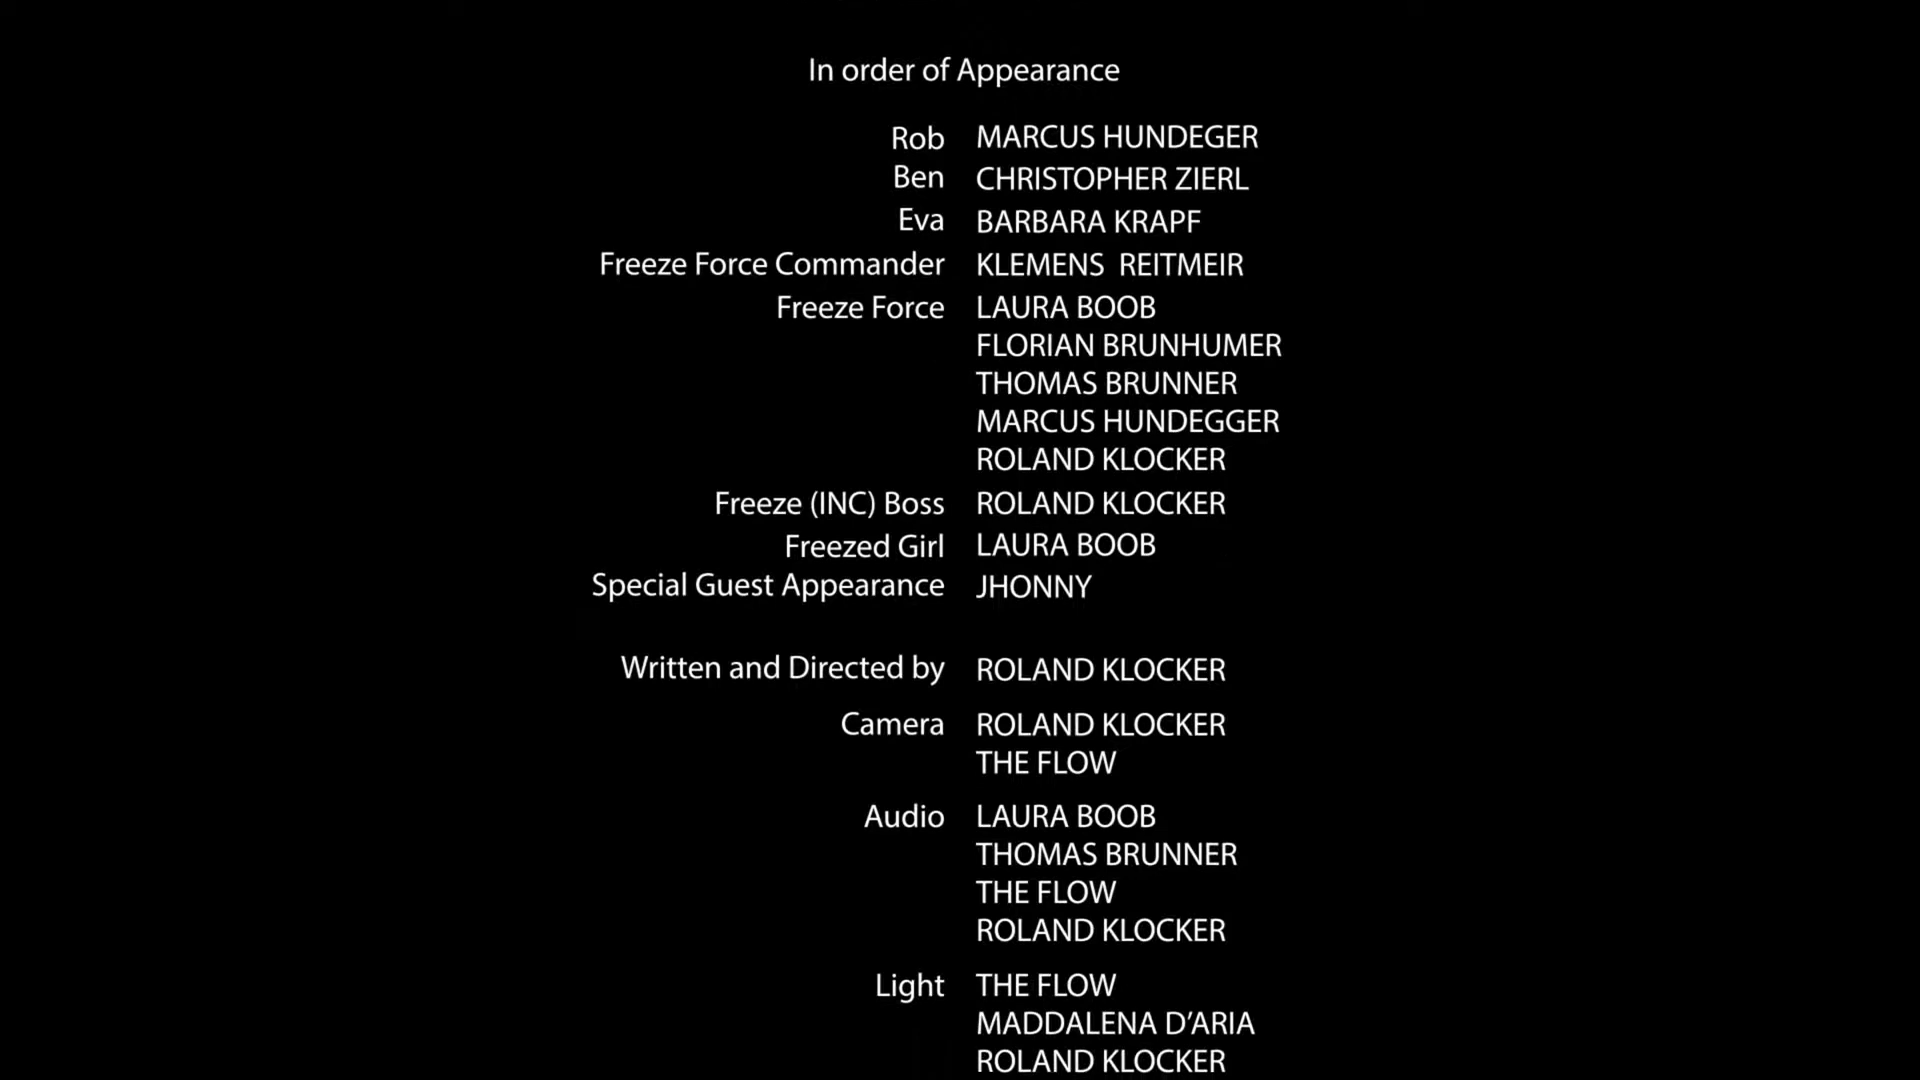 In order of Appearance
Rob MARCUS HUNDEGER
Ben CHRISTOPHER ZIERL
Eva BARBARA KRAPF
Freeze Force Commander KLEMENS REITMEIR
Freeze Force LAURA BOOB
FLORIAN BRUNHUMER
THOMAS BRUNNER
MARCUS HUNDEGGER
ROLAND KLOCKER
Freeze (INC) Boss ROLAND KLOCKER
Freezed Girl LAURA BOOB
Special Guest Appearance JHONNY
Written and Directed by ROLAND KLOCKER
Camera ROLAND KLOCKER
THE FLOW
Audio LAURA BOOB
THOMAS BRUNNER
THE FLOW
ROLAND KLOCKER
Light THE FLOW
MADDALENA D’ARIA
ROLAND KLOCKER